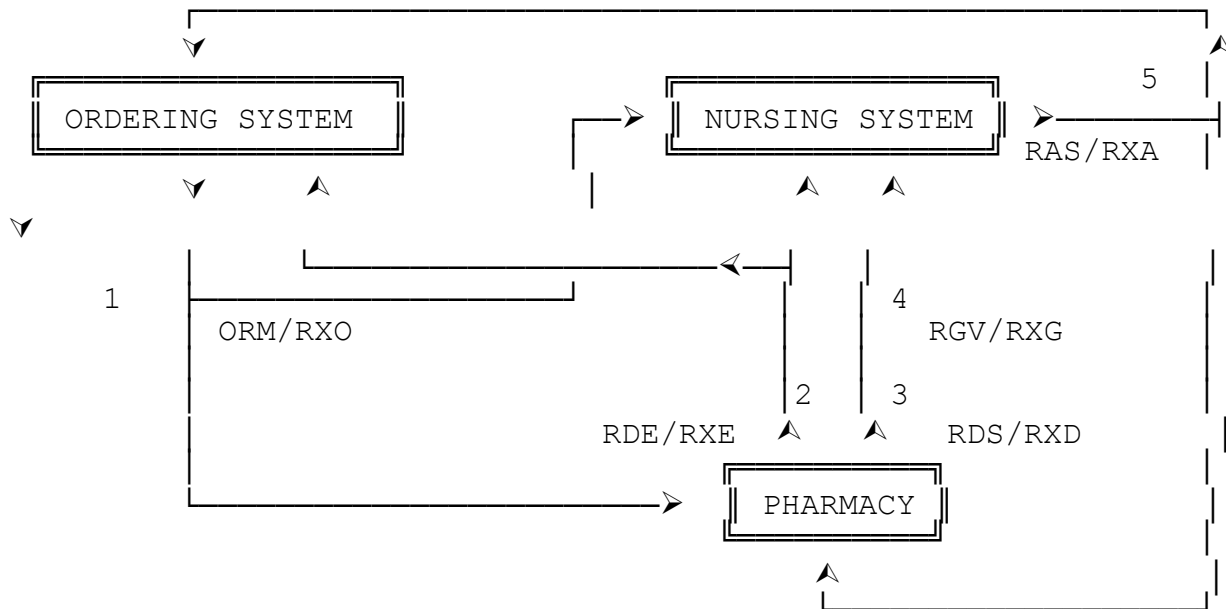 5
ORDERING SYSTEM NURSING SYSTEM
RAS/RXA
1 4
ORM/RXO RGV/RXG
2 3
RDE/RXE RDS/RXD
PHARMACY